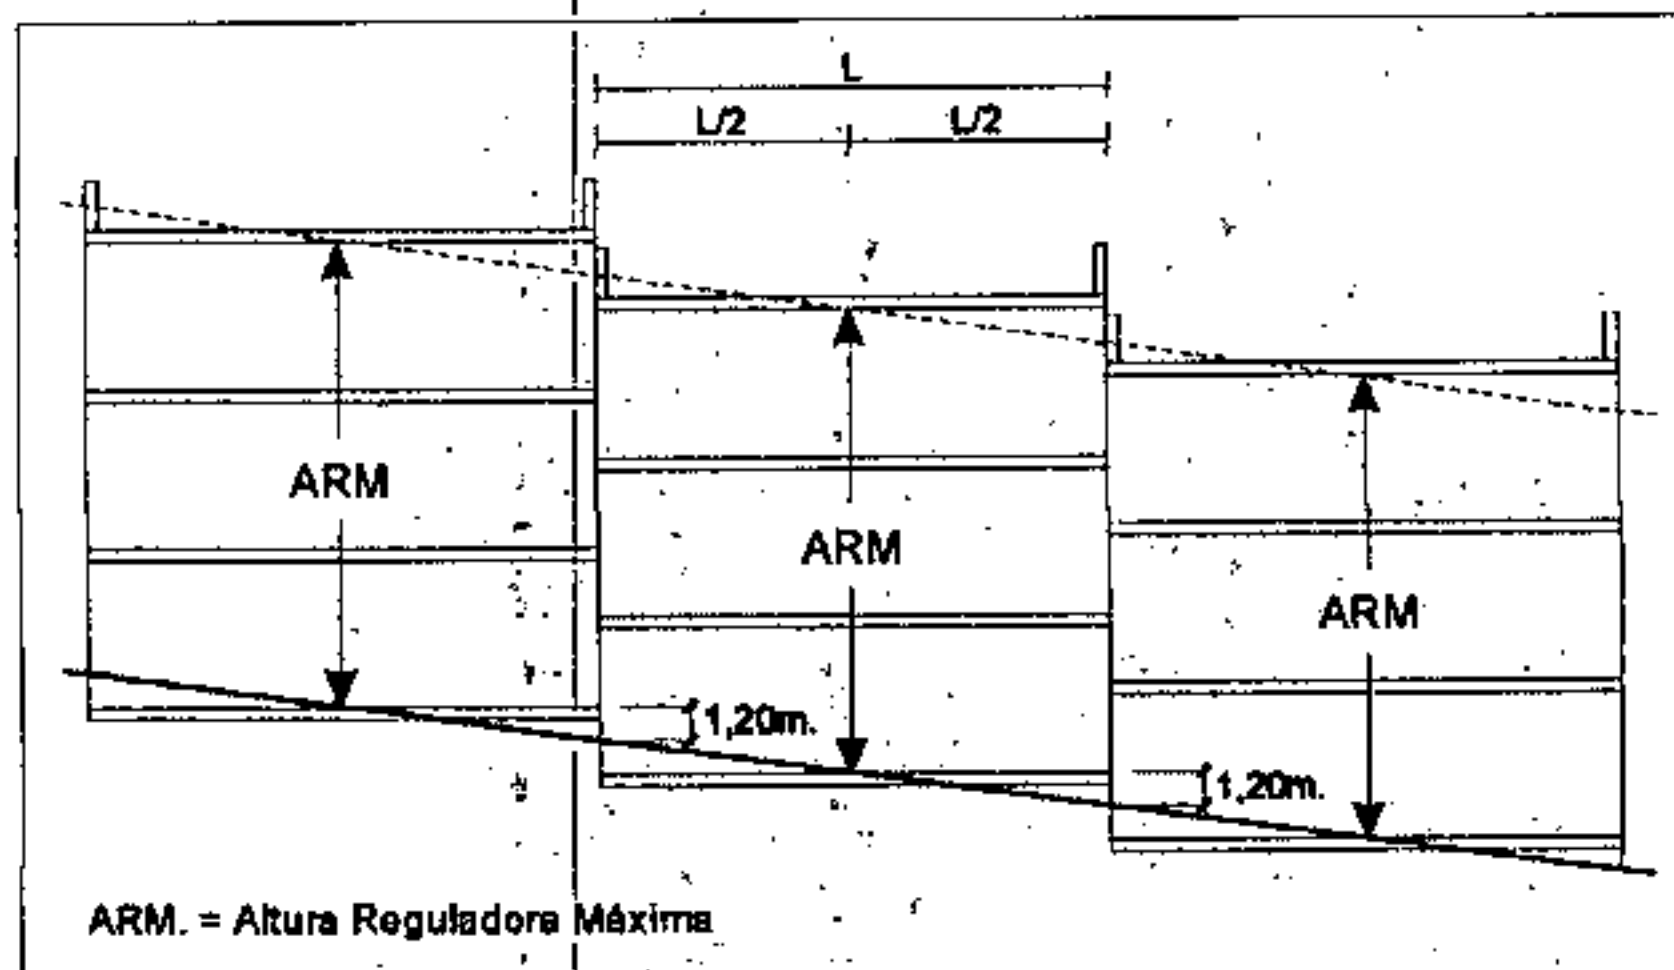 L
L/2 L/2
ARM
ARM
ARM
1,20m.
1,20m.
ARM. = Altura Reguladora Máxima